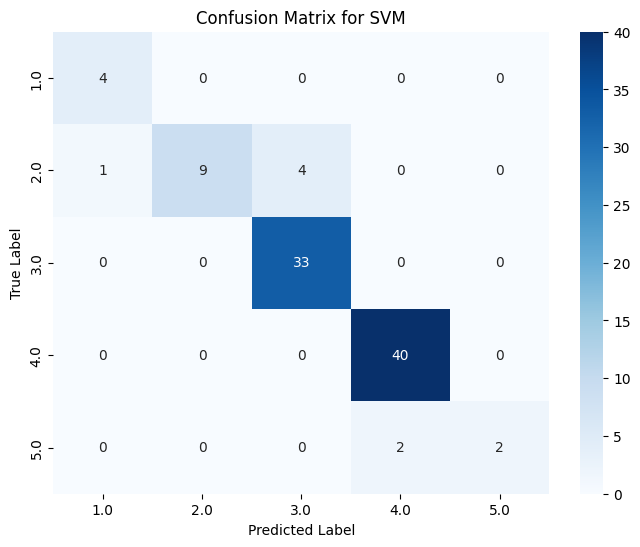 Confusion Matrix for SVM
True Label
1.0 4 0 0 0 0
2.0 1 9 4 0 0
3.0 0 0 33 0 0
4.0 0 0 0 40 0
5.0 0 0 0 2 2
1.0 2.0 3.0 4.0 5.0
Predicted Label
40
35
30
25
20
15
10
5
0